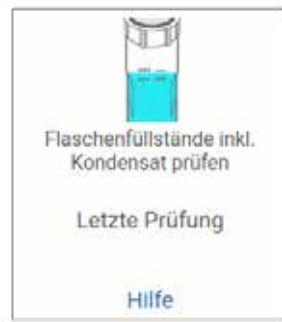 Flaschenfüllstände inkl.
Kondensat prüfen
Letzte Prüfung
Hilfe